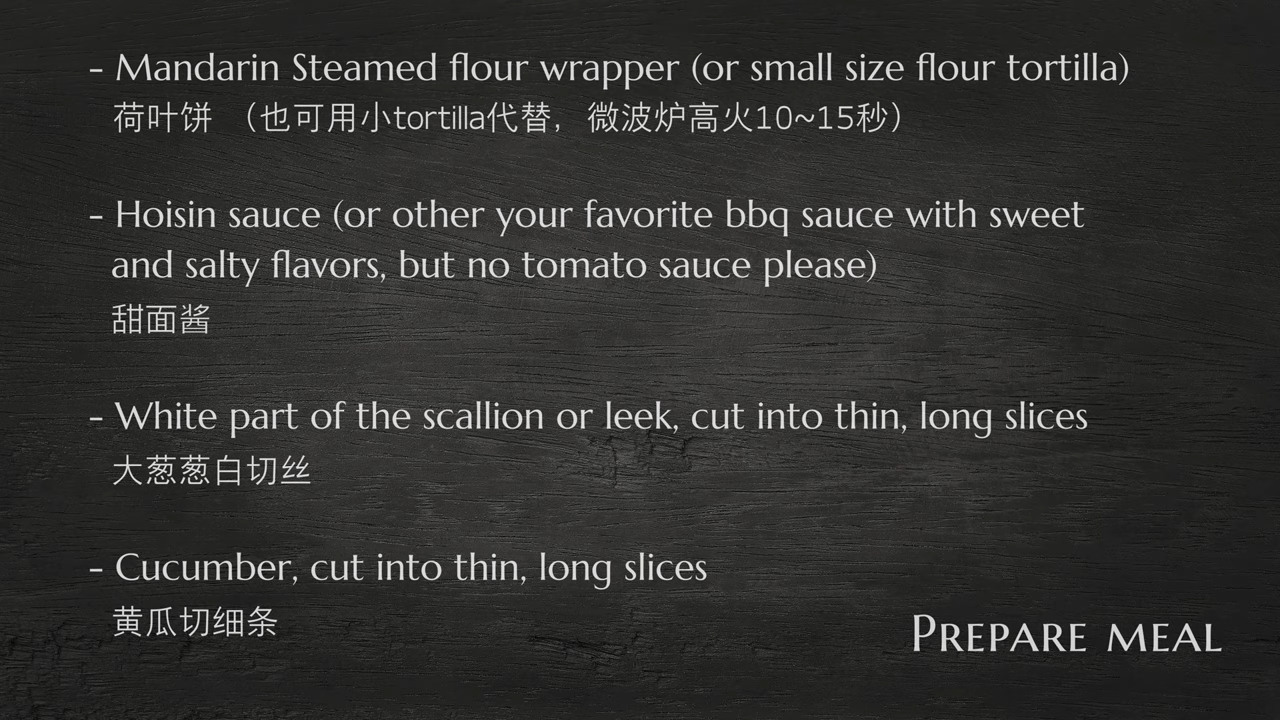 - Mandarin Steamed flour wrapper (or small size flour tortilla)
荷叶饼 （也可用小tortilla代替，微波炉高火10~15秒）
- Hoisin sauce (or other your favorite bbq sauce with sweet
and salty flavors, but no tomato sauce please)
甜面酱
- White part of the scallion or leek, cut into thin, long slices
大葱葱白切丝
- Cucumber, cut into thin, long slices
黄瓜切细条
Prepare meal